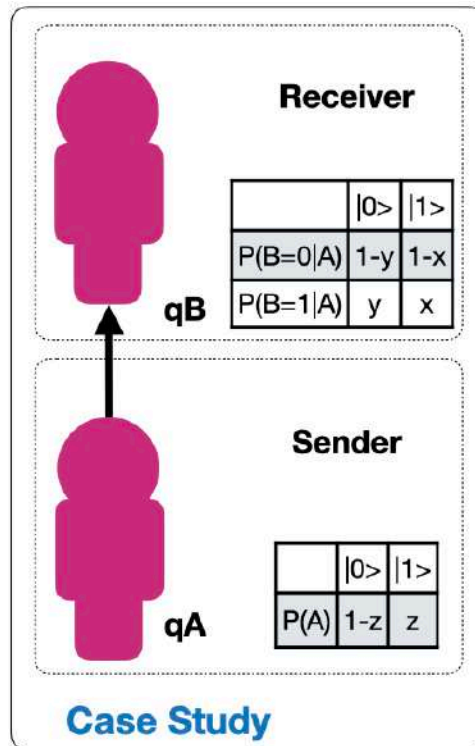 Receiver
|0> |1>
P(B=0|A) 1-y 1-x
P(B=1|A) y x
qB
Sender
|0> |1>
P(A) 1-z z
qA
Case Study